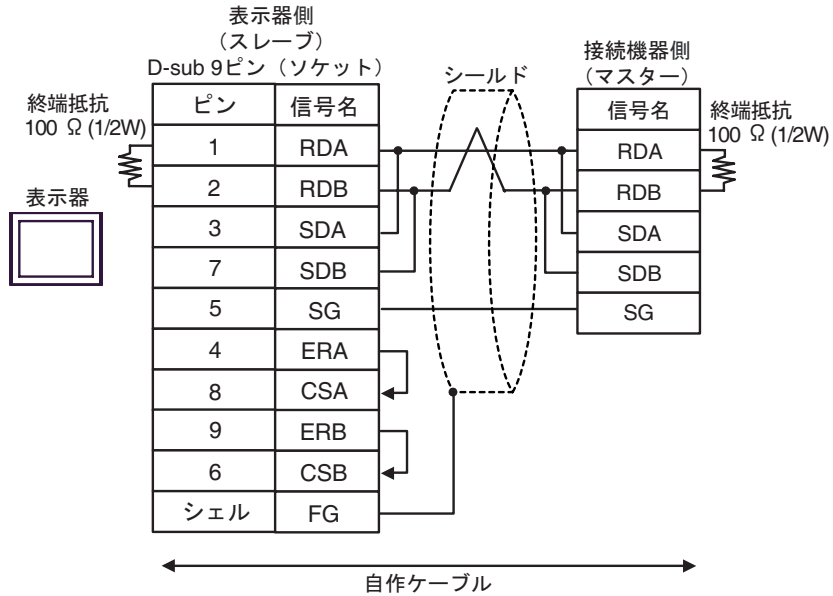 表示器側
（スレーブ）
D-sub 9ピン（ソケット）
シールド
接続機器側
（マスター）
終端抵抗
100 Ω (1/2W)
表示器
ピン 信号名
1 RDA
2 RDB
3 SDA
7 SDB
5 SG
4 ERA
8 CSA
9 ERB
6 CSB
シェル FG
信号名
RDA
RDB
SDA
SDB
SG
終端抵抗
100 Ω (1/2W)
自作ケーブル